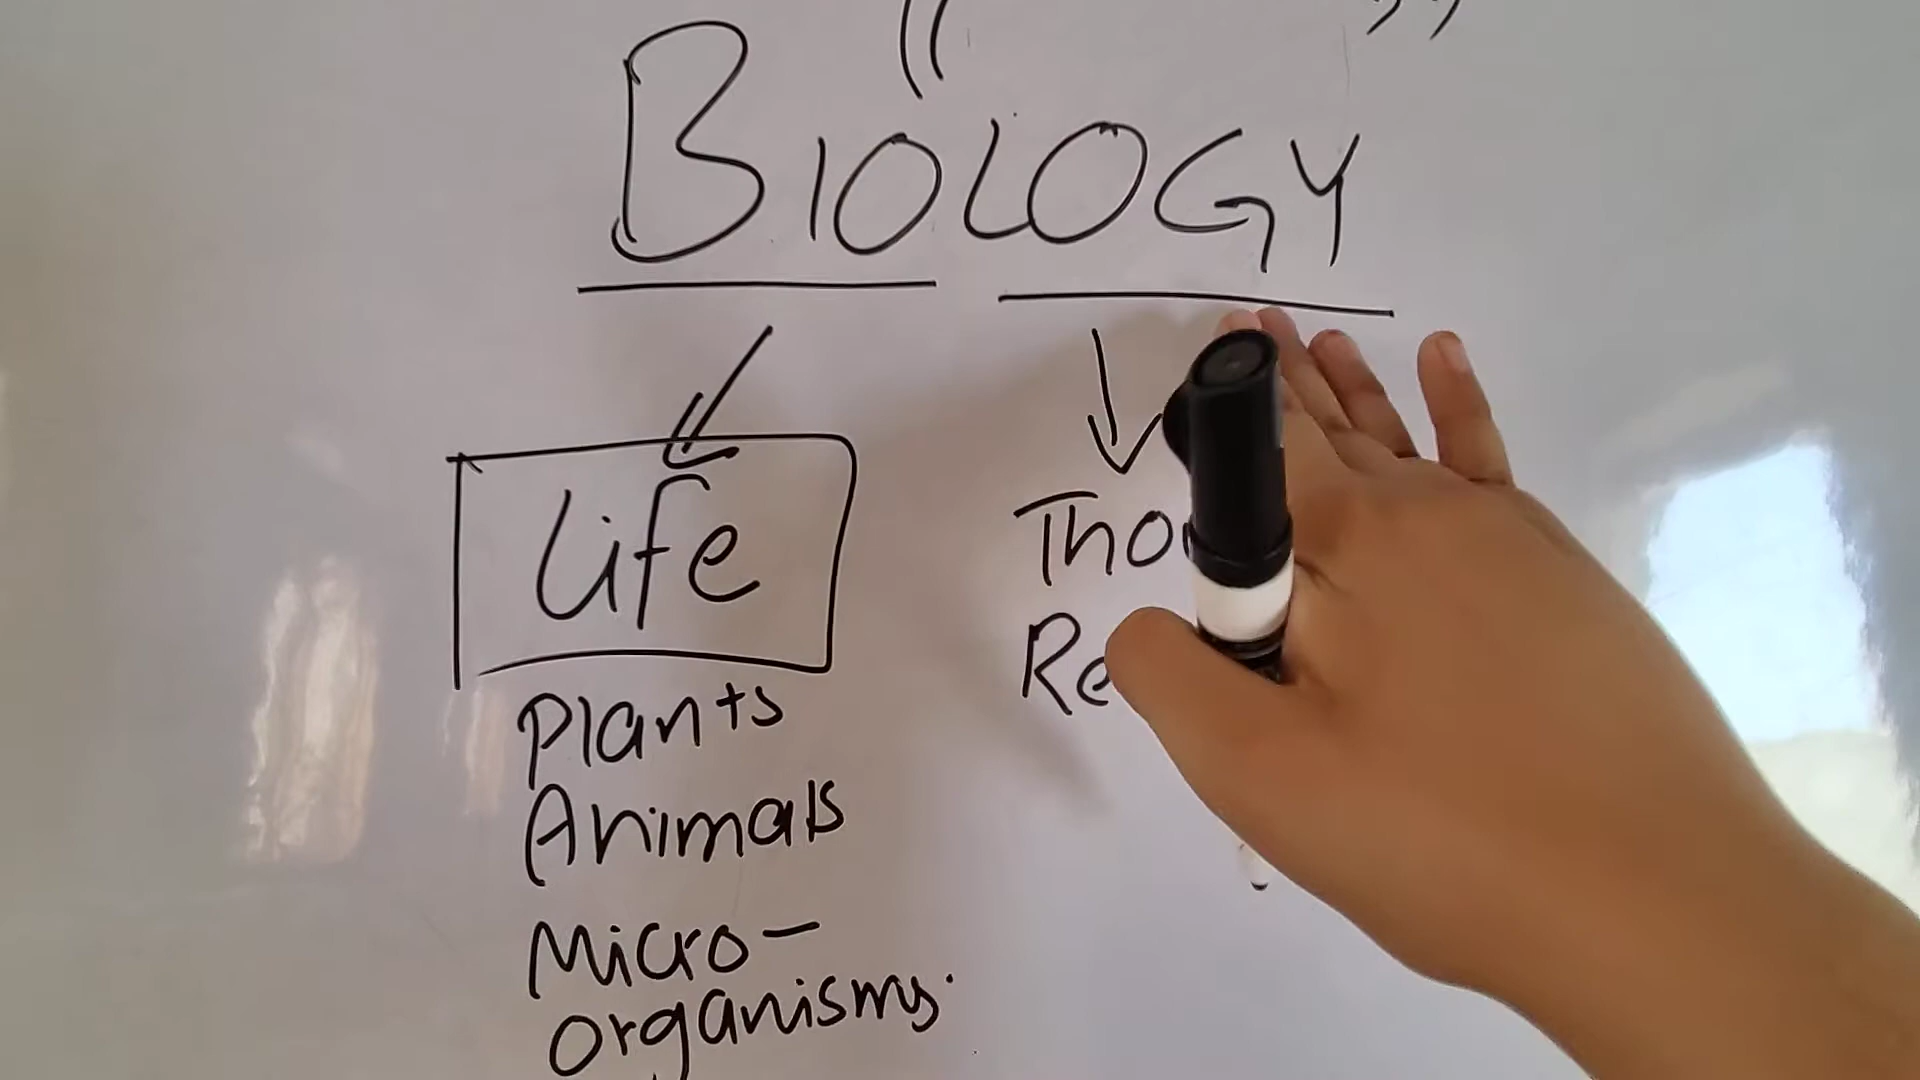 BIOLOGY
Life
Plants
Animals
Micro-
organisms.